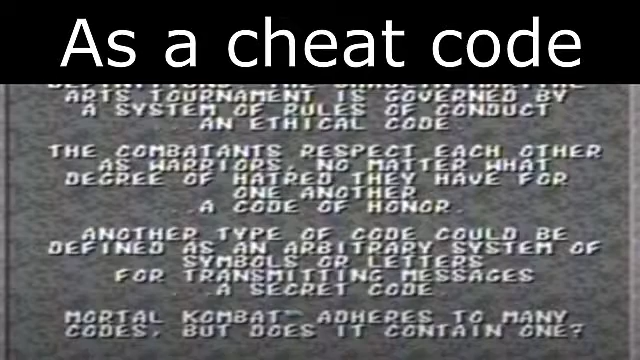 As a cheat code
ARTS TOURNAMENT IS GOVERNED BY
A SYSTEM OF RULES OF CONDUCT
..AN ETHICAL CODE
THE COMBATANTS RESPECT EACH OTHER
AS WARRIORS, NO MATTER WHAT
DEGREE OF HATRED THEY HAVE FOR
ONE ANOTHER
..A CODE OF HONOR.
ANOTHER TYPE OF CODE COULD BE
DEFINED AS AN ARBITRARY SYSTEM OF
SYMBOLS OR LETTERS
FOR TRANSMITTING MESSAGES
..A SECRET CODE
MORTAL KOMBAT™ ADHERES TO MANY
CODES, BUT DOES IT CONTAIN ONE?